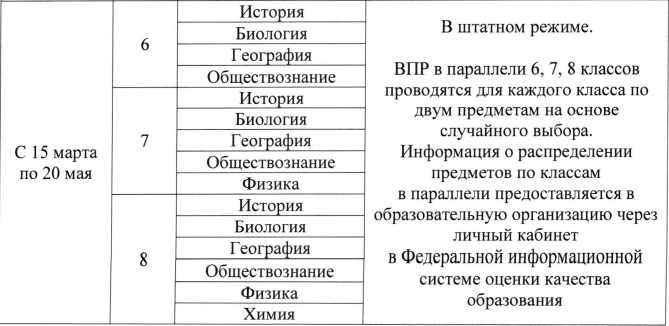 С 15 марта
по 20 мая
6
История
Биология
География
Обществознание
7
История
Биология
География
Обществознание
Физика
8
История
Биология
География
Обществознание
Физика
Химия
В штатном режиме.
ВПР в параллели 6, 7, 8 классов
проводятся для каждого класса по
двум предметам на основе
случайного выбора.
Информация о распределении
предметов по классам
в параллели предоставляется в
образовательную организацию через
личный кабинет
в Федеральной информационной
системе оценки качества
образования